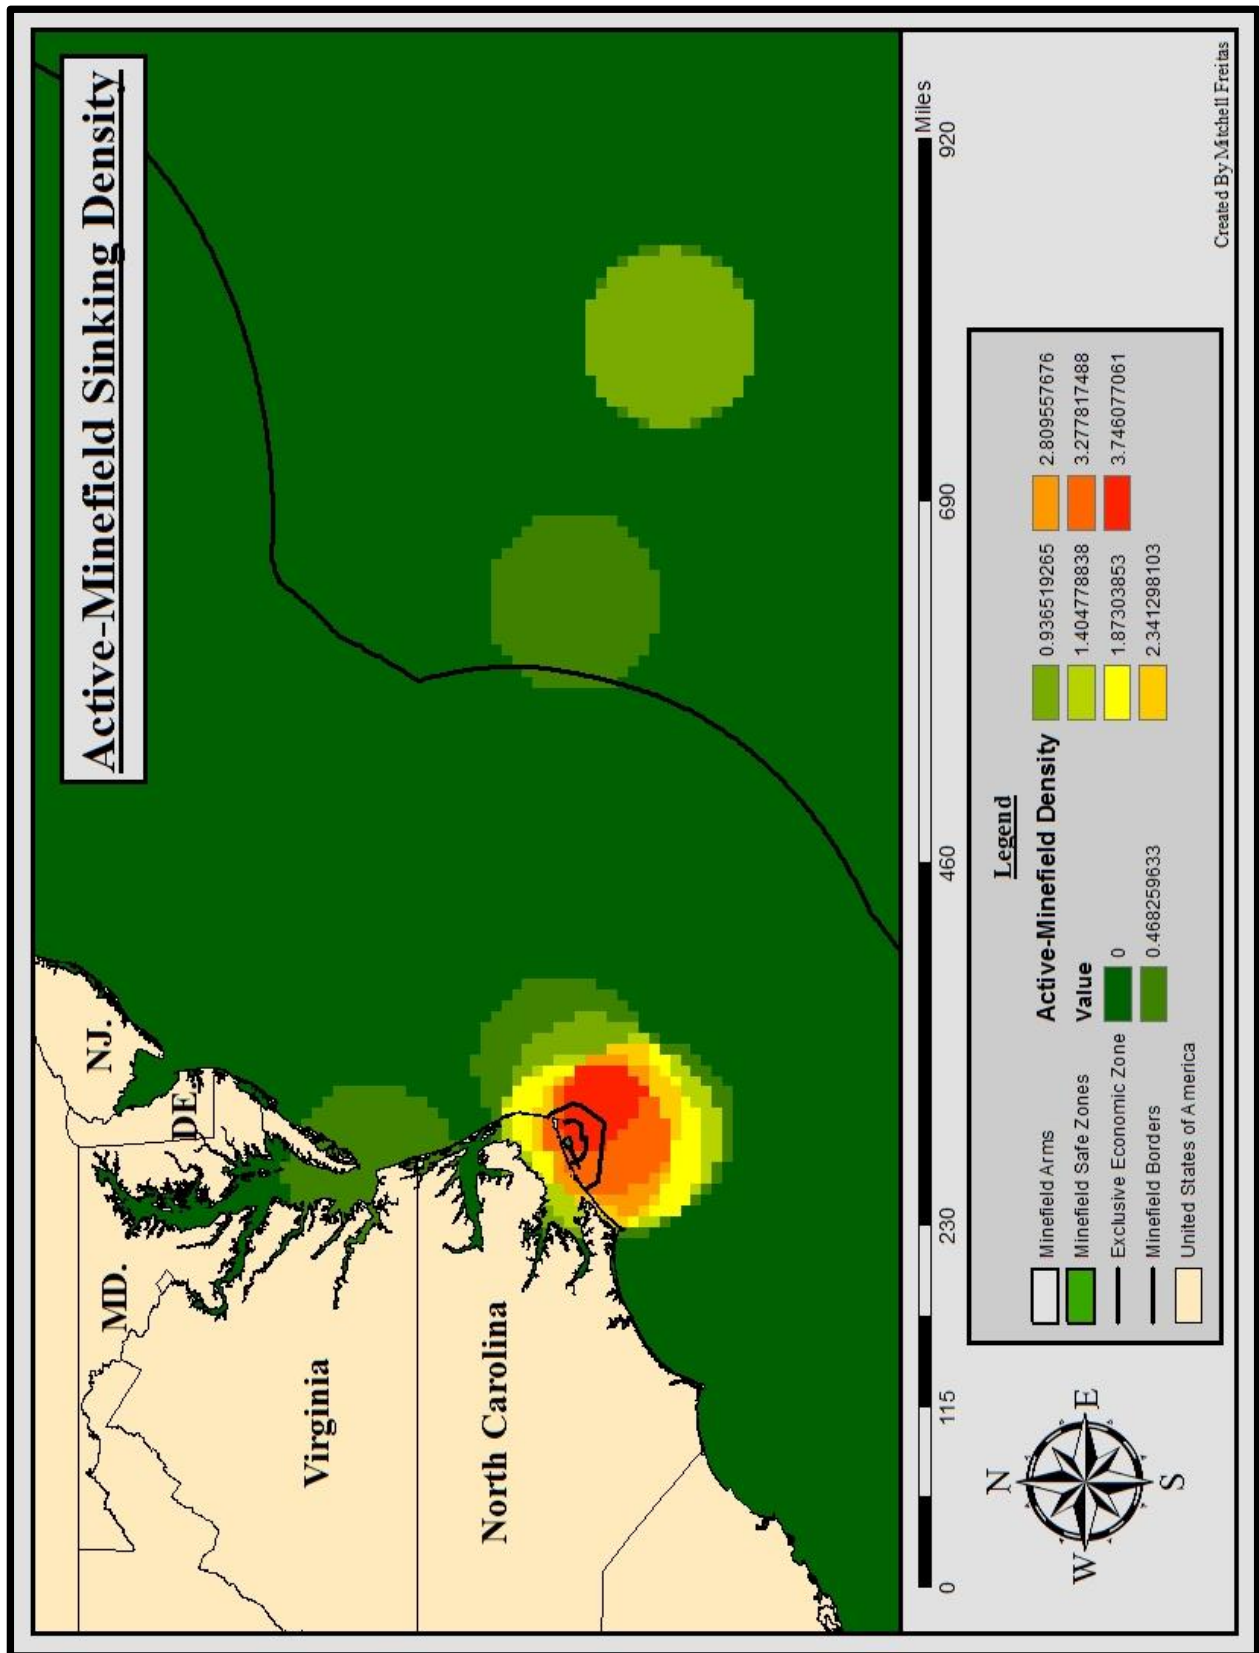 Active-Minefield Sinking Density
NJ.
MD.
DE.
Virginia
North Carolina
0 115 230 460 690 920
Miles
N
W E
S
Legend
Minefield Arms
Minefield Safe Zones
Exclusive Economic Zone
Minefield Borders
United States of America
Active-Minefield Density
Value
0
0.468259633
0.936519265
1.404778838
1.87303853
2.341298103
2.809557676
3.277817488
3.746077061
Created By Mitchell Freitas